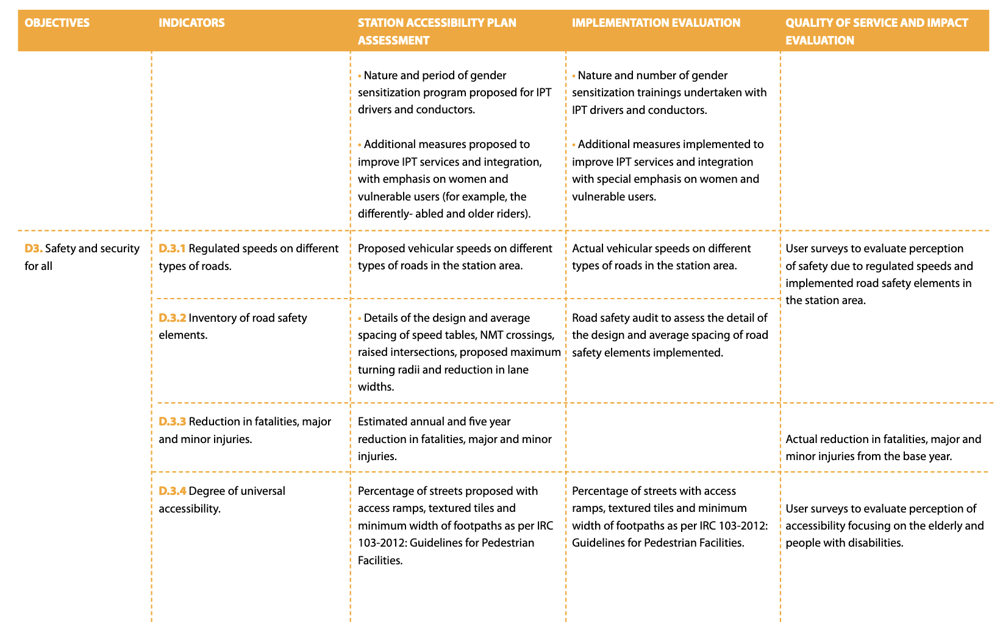 OBJECTIVES
INDICATORS
STATION ACCESSIBILITY PLAN
ASSESSMENT
IMPLEMENTATION EVALUATION
QUALITY OF SERVICE AND IMPACT
EVALUATION
• Nature and period of gender
sensitization program proposed for IPT
drivers and conductors.
• Additional measures proposed to
improve IPT services and integration,
with emphasis on women and
vulnerable users (for example, the
differently- abled and older riders).
• Nature and number of gender
sensitization trainings undertaken with
IPT drivers and conductors.
• Additional measures implemented to
improve IPT services and integration
with special emphasis on women and
vulnerable users.
D3. Safety and security
for all
D.3.1 Regulated speeds on different
types of roads.
Proposed vehicular speeds on different
types of roads in the station area.
Actual vehicular speeds on different
types of roads in the station area.
User surveys to evaluate perception
of safety due to regulated speeds and
implemented road safety elements in
the station area.
D.3.2 Inventory of road safety
elements.
• Details of the design and average
spacing of speed tables, NMT crossings,
raised intersections, proposed maximum
turning radii and reduction in lane
widths.
Road safety audit to assess the detail of
the design and average spacing of road
safety elements implemented.
D.3.3 Reduction in fatalities, major
and minor injuries.
Estimated annual and five year
reduction in fatalities, major and minor
injuries.
Actual reduction in fatalities, major and
minor injuries from the base year.
D.3.4 Degree of universal
accessibility.
Percentage of streets proposed with
access ramps, textured tiles and
minimum width of footpaths as per IRC
103-2012: Guidelines for Pedestrian
Facilities.
Percentage of streets with access
ramps, textured tiles and minimum
width of footpaths as per IRC 103-2012:
Guidelines for Pedestrian Facilities.
User surveys to evaluate perception of
accessibility focusing on the elderly and
people with disabilities.